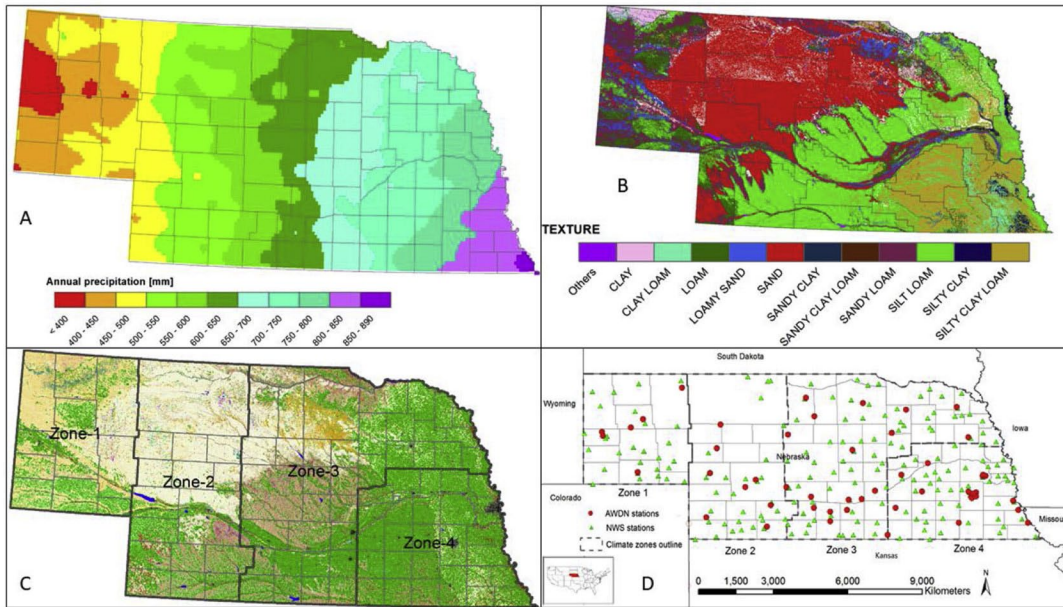 A
Annual precipitation [mm]
< 400
400 - 450
450 - 500
500 - 550
550 - 600
600 - 650
650 - 700
700 - 750
750 - 800
800 - 850
850 - 890
B
TEXTURE
Others
CLAY
CLAY LOAM
LOAM
LOAMY SAND
SAND
SANDY CLAY
SANDY CLAY LOAM
SANDY LOAM
SILT LOAM
SILTY CLAY
SILTY CLAY LOAM
Zone-1
Zone-2
Zone-3
Zone-4
C
South Dakota
Wyoming
Iowa
Nebraska
Zone 1
Colorado
Missou
AWDN stations
NWS stations
Climate zones outline
Zone 2
Zone 3
Kansas
Zone 4
D
N
0 1,500 3,000 6,000 9,000
Kilometers